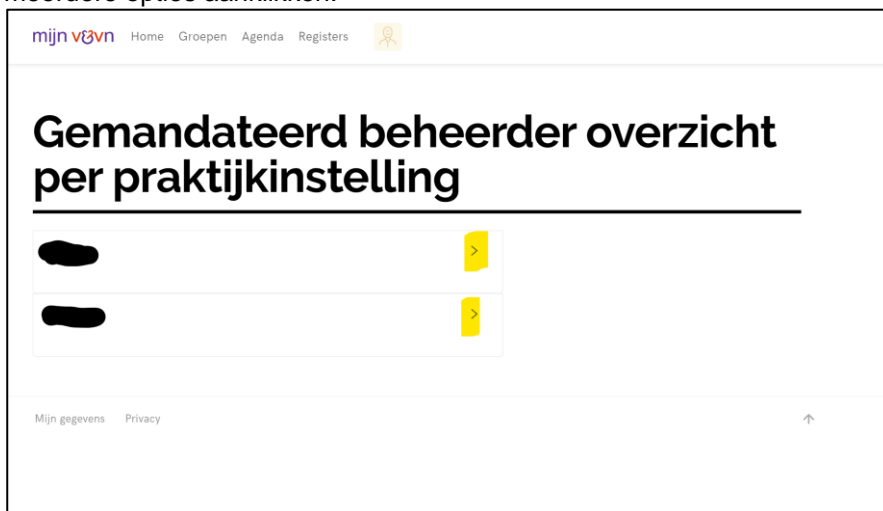 meerdere opties aanklikken.
mijn v&vn Home Groepen Agenda Registers
Gemandateerd beheerder overzicht
per praktijkinstelling
Mijn gegevens Privacy